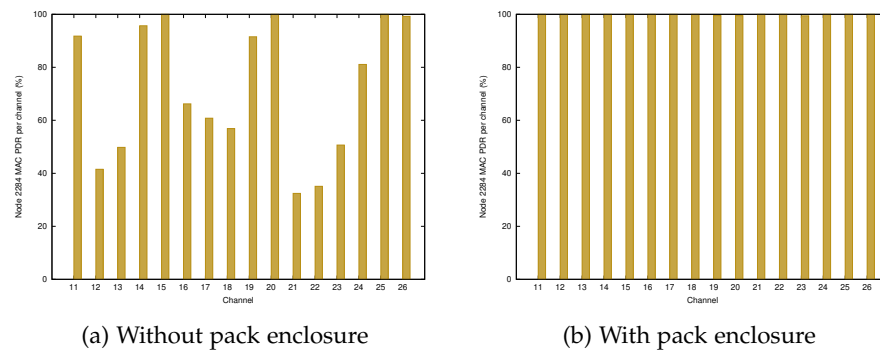 Node 2284 MAC PDR per channel (%)
100
80
60
40
20
0
11 12 13 14 15 16 17 18 19 20 21 22 23 24 25 26
Channel
(a) Without pack enclosure
Node 2284 MAC PDR per channel (%)
100
80
60
40
20
0
11 12 13 14 15 16 17 18 19 20 21 22 23 24 25 26
Channel
(b) With pack enclosure